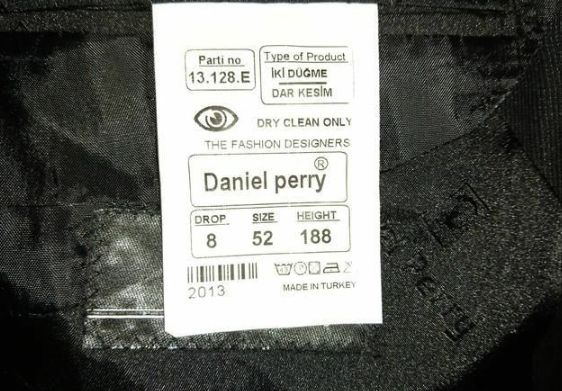 Parti no
13.128.E
Type of Product
İKİ DÜĞME
DAR KESİM
DRY CLEAN ONLY
THE FASHION DESIGNERS
Daniel perry ®
DROP SIZE HEIGHT
8 52 188
2013
MADE IN TURKEY
Perry